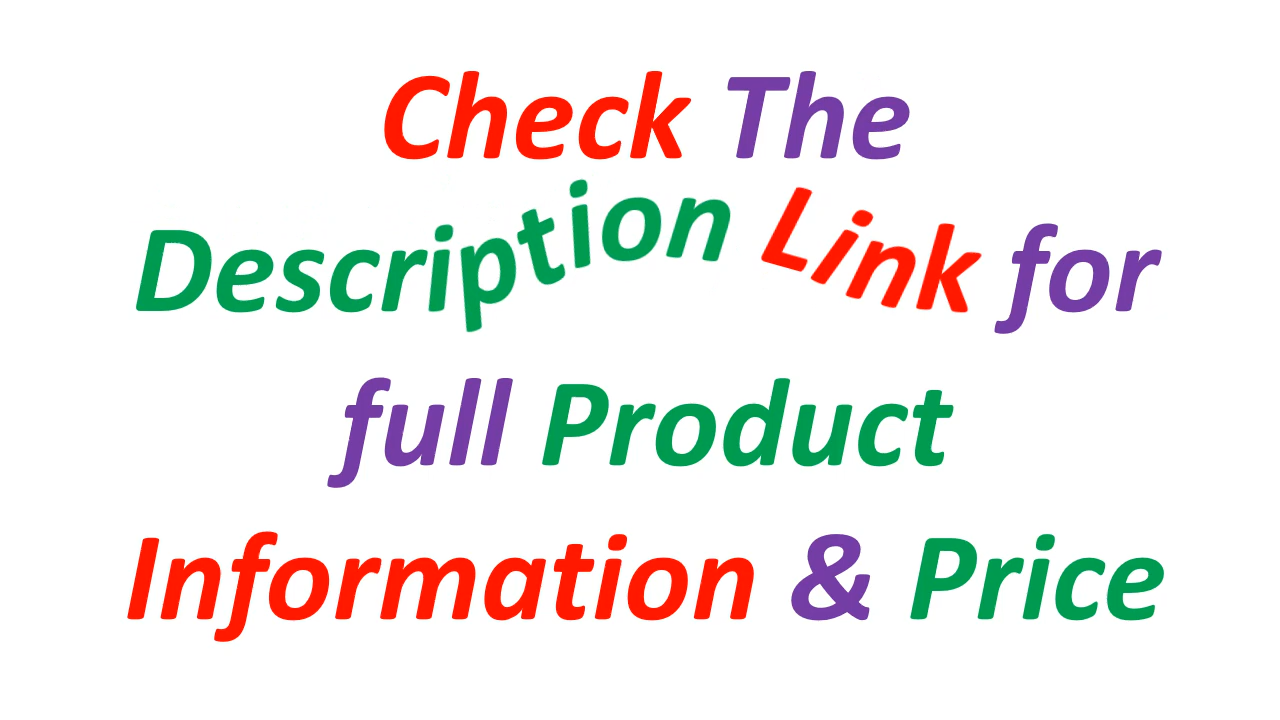 Check The
Description Link for
full Product
Information & Price